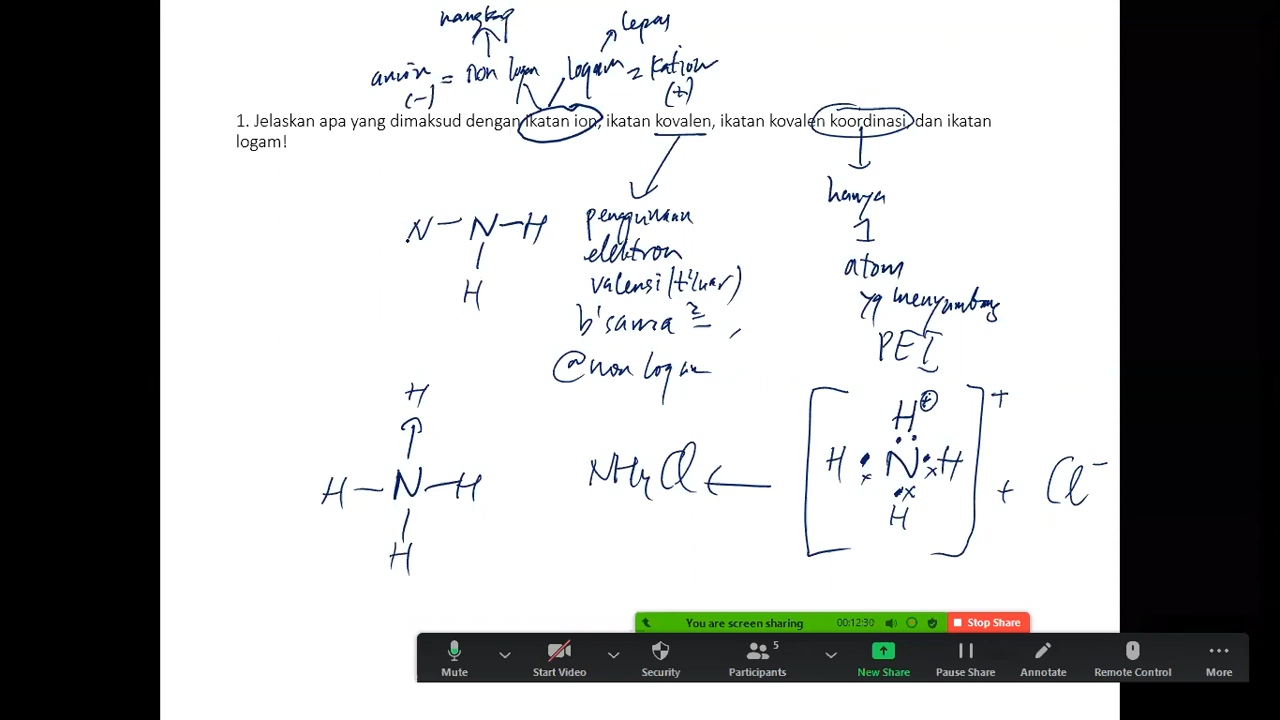 nangkap
lepas
anion = non logam
logam = kation
(-)
(+)
1. Jelaskan apa yang dimaksud dengan ikatan ion, ikatan kovalen, ikatan kovalen koordinasi, dan ikatan
logam!
hanya
1
atom
yg menyumbang
PET
penggunaan
elektron
valensi (t'luar)
b'sama 2
@non logam
N - N - H
H
H
H - N - H
H
NH4Cl
[ H +
H N H
H ] +
+ Cl-
You are screen sharing 00:12:30 Stop Share
5
Mute Start Video Security Participants New Share Pause Share Annotate Remote Control More